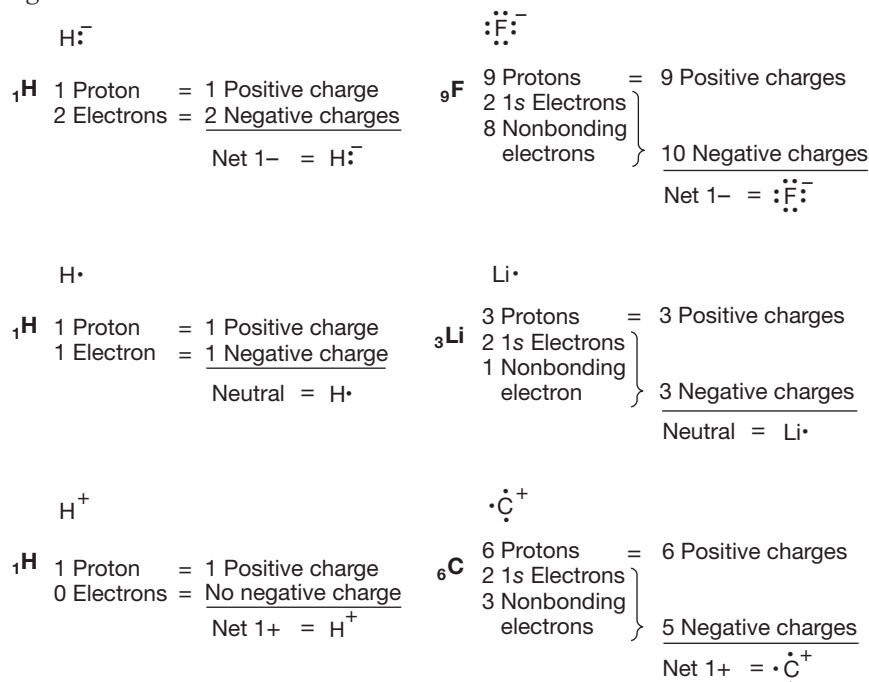 H:⁻
₁H 1 Proton = 1 Positive charge
2 Electrons = 2 Negative charges
Net 1– = H:⁻
:F̤̈:⁻
₉F 9 Protons = 9 Positive charges
2 1s Electrons
8 Nonbonding
electrons 10 Negative charges
Net 1– = :F̤̈:⁻
H·
₁H 1 Proton = 1 Positive charge
1 Electron = 1 Negative charge
Neutral = H·
Li·
₃Li 3 Protons = 3 Positive charges
2 1s Electrons
1 Nonbonding
electron 3 Negative charges
Neutral = Li·
H⁺
₁H 1 Proton = 1 Positive charge
0 Electrons = No negative charge
Net 1+ = H⁺
·Ċ̣⁺
₆C 6 Protons = 6 Positive charges
2 1s Electrons
3 Nonbonding
electrons 5 Negative charges
Net 1+ = ·Ċ⁺